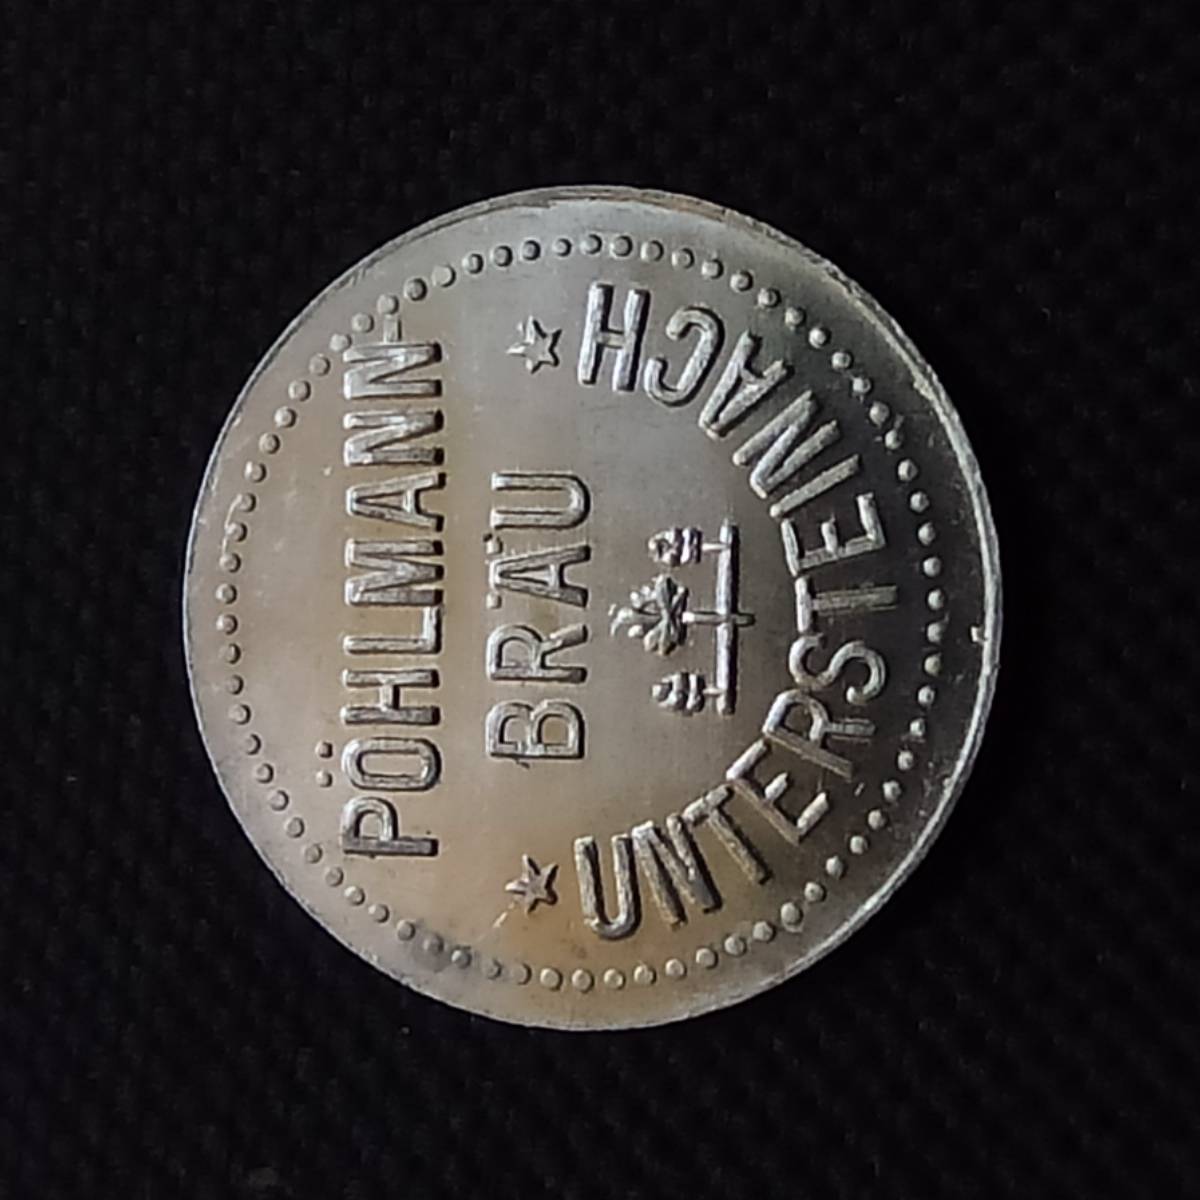 PÖHLMANN
BRÄU
★ UNTERSTEINACH ★